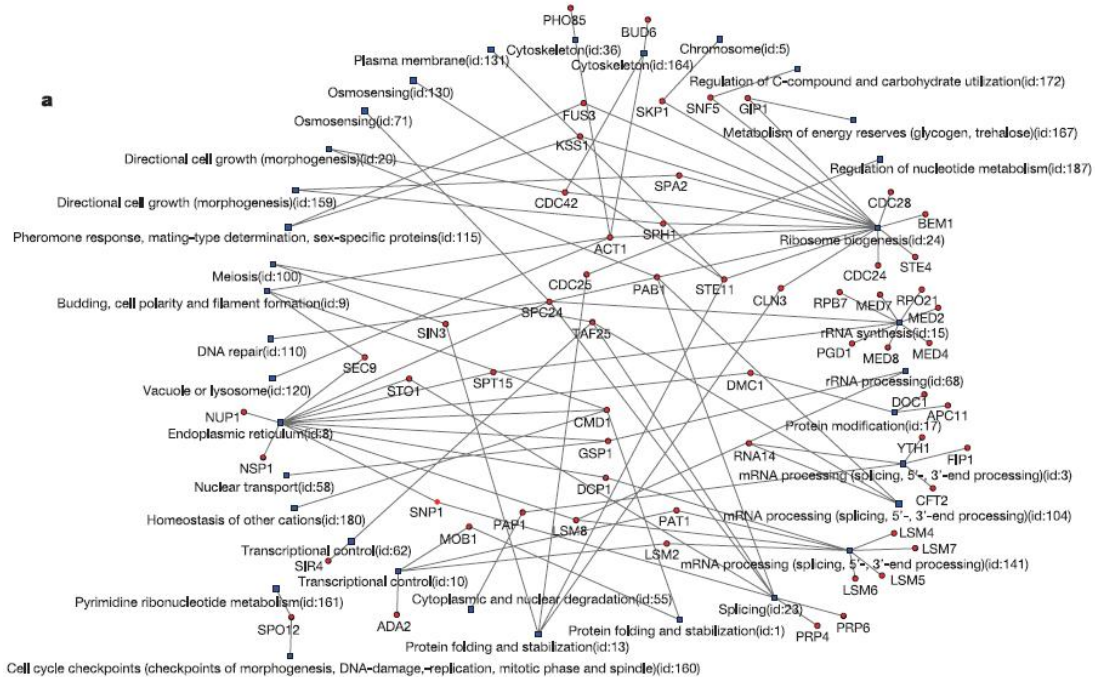 PHO85
BUD6
Cytoskeleton(id:36)
Chromosome(id:5)
Plasma membrane(id:131)
Cytoskeleton(id:164)
Regulation of C-compound and carbohydrate utilization(id:172)
Osmosensing(id:130)
a
FUS3
SKP1
SNF5
GIP1
Osmosensing(id:71)
Metabolism of energy reserves (glycogen, trehalose)(id:167)
KSS1
Directional cell growth (morphogenesis)(id:20)
Regulation of nucleotide metabolism(id:187)
SPA2
CDC42
Directional cell growth (morphogenesis)(id:159)
CDC28
BEM1
SPH1
Pheromone response, mating-type determination, sex-specific proteins(id:115)
ACT1
Ribosome biogenesis(id:24)
STE4
Meiosis(id:100)
CDC24
CDC25
PAB1
STE11
CLN3
Budding, cell polarity and filament formation(id:9)
RPB7
MED7
RPO21
SPC24
MED2
SIN3
TAF25
rRNA synthesis(id:15)
DNA repair(id:110)
PGD1
MED8
MED4
SEC9
SPT15
DMC1
rRNA processing(id:68)
Vacuole or lysosome(id:120)
STO1
DOC1
APC11
NUP1
CMD1
Protein modification(id:17)
Endoplasmic reticulum(id:8)
YTH1
GSP1
RNA14
FIP1
NSP1
mRNA processing (splicing, 5'-, 3'-end processing)(id:3)
Nuclear transport(id:58)
DCP1
CFT2
SNP1
PAP1
LSM8
PAT1
mRNA processing (splicing, 5'-, 3'-end processing)(id:104)
Homeostasis of other cations(id:180)
MOB1
LSM4
Transcriptional control(id:62)
LSM2
LSM7
SIR4
mRNA processing (splicing, 5'-, 3'-end processing)(id:141)
Transcriptional control(id:10)
LSM6
LSM5
Pyrimidine ribonucleotide metabolism(id:161)
Cytoplasmic and nuclear degradation(id:55)
Splicing(id:23)
SPO12
ADA2
Protein folding and stabilization(id:1)
PRP4
PRP6
Protein folding and stabilization(id:13)
Cell cycle checkpoints (checkpoints of morphogenesis, DNA-damage,-replication, mitotic phase and spindle)(id:160)